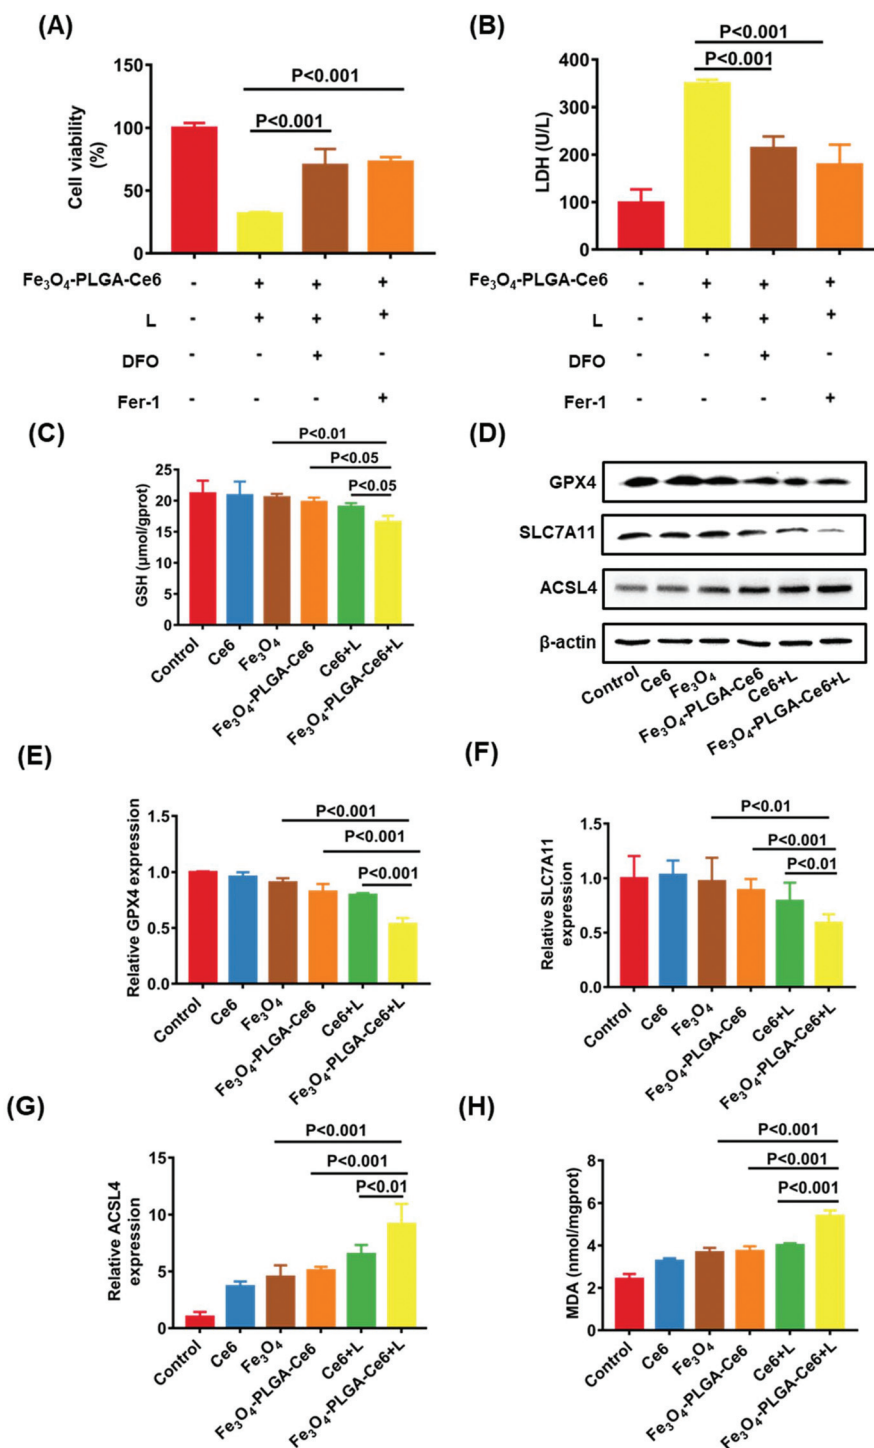 (A)
P<0.001
P<0.001
Cell viability
(%)
150
100
50
0
Fe₃O₄-PLGA-Ce6 - + + +
L - + + +
DFO - - + -
Fer-1 - - - +
(B)
P<0.001
P<0.001
LDH (U/L)
400
300
200
100
0
Fe₃O₄-PLGA-Ce6 - + + +
L - + + +
DFO - - + -
Fer-1 - - - +
(C)
P<0.01
P<0.05
P<0.05
GSH (μmol/gprot)
25
20
15
10
5
0
Control
Ce6
Fe₃O₄
Fe₃O₄-PLGA-Ce6
Ce6+L
Fe₃O₄-PLGA-Ce6+L
(D)
GPX4
SLC7A11
ACSL4
β-actin
Control
Ce6
Fe₃O₄
Fe₃O₄-PLGA-Ce6
Ce6+L
Fe₃O₄-PLGA-Ce6+L
(E)
P<0.001
P<0.001
P<0.001
Relative GPX4 expression
1.5
1.0
0.5
0.0
Control
Ce6
Fe₃O₄
Fe₃O₄-PLGA-Ce6
Ce6+L
Fe₃O₄-PLGA-Ce6+L
(F)
P<0.01
P<0.001
P<0.01
Relative SLC7A11
expression
1.5
1.0
0.5
0.0
Control
Ce6
Fe₃O₄
Fe₃O₄-PLGA-Ce6
Ce6+L
Fe₃O₄-PLGA-Ce6+L
(G)
P<0.001
P<0.001
P<0.01
Relative ACSL4
expression
15
10
5
0
Control
Ce6
Fe₃O₄
Fe₃O₄-PLGA-Ce6
Ce6+L
Fe₃O₄-PLGA-Ce6+L
(H)
P<0.001
P<0.001
P<0.001
MDA (nmol/mgprot)
8
6
4
2
0
Control
Ce6
Fe₃O₄
Fe₃O₄-PLGA-Ce6
Ce6+L
Fe₃O₄-PLGA-Ce6+L